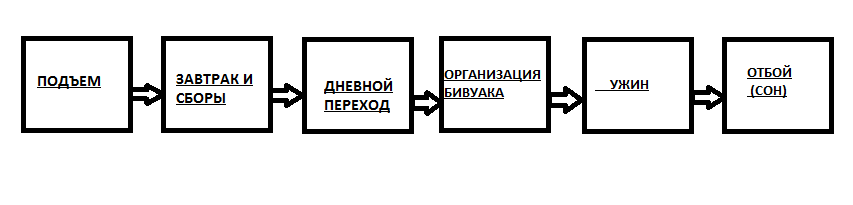 ПОДЪЕМ
ЗАВТРАК И
СБОРЫ
ДНЕВНОЙ
ПЕРЕХОД
ОРГАНИЗАЦИЯ
БИВУАКА
УЖИН
ОТБОЙ
(СОН)